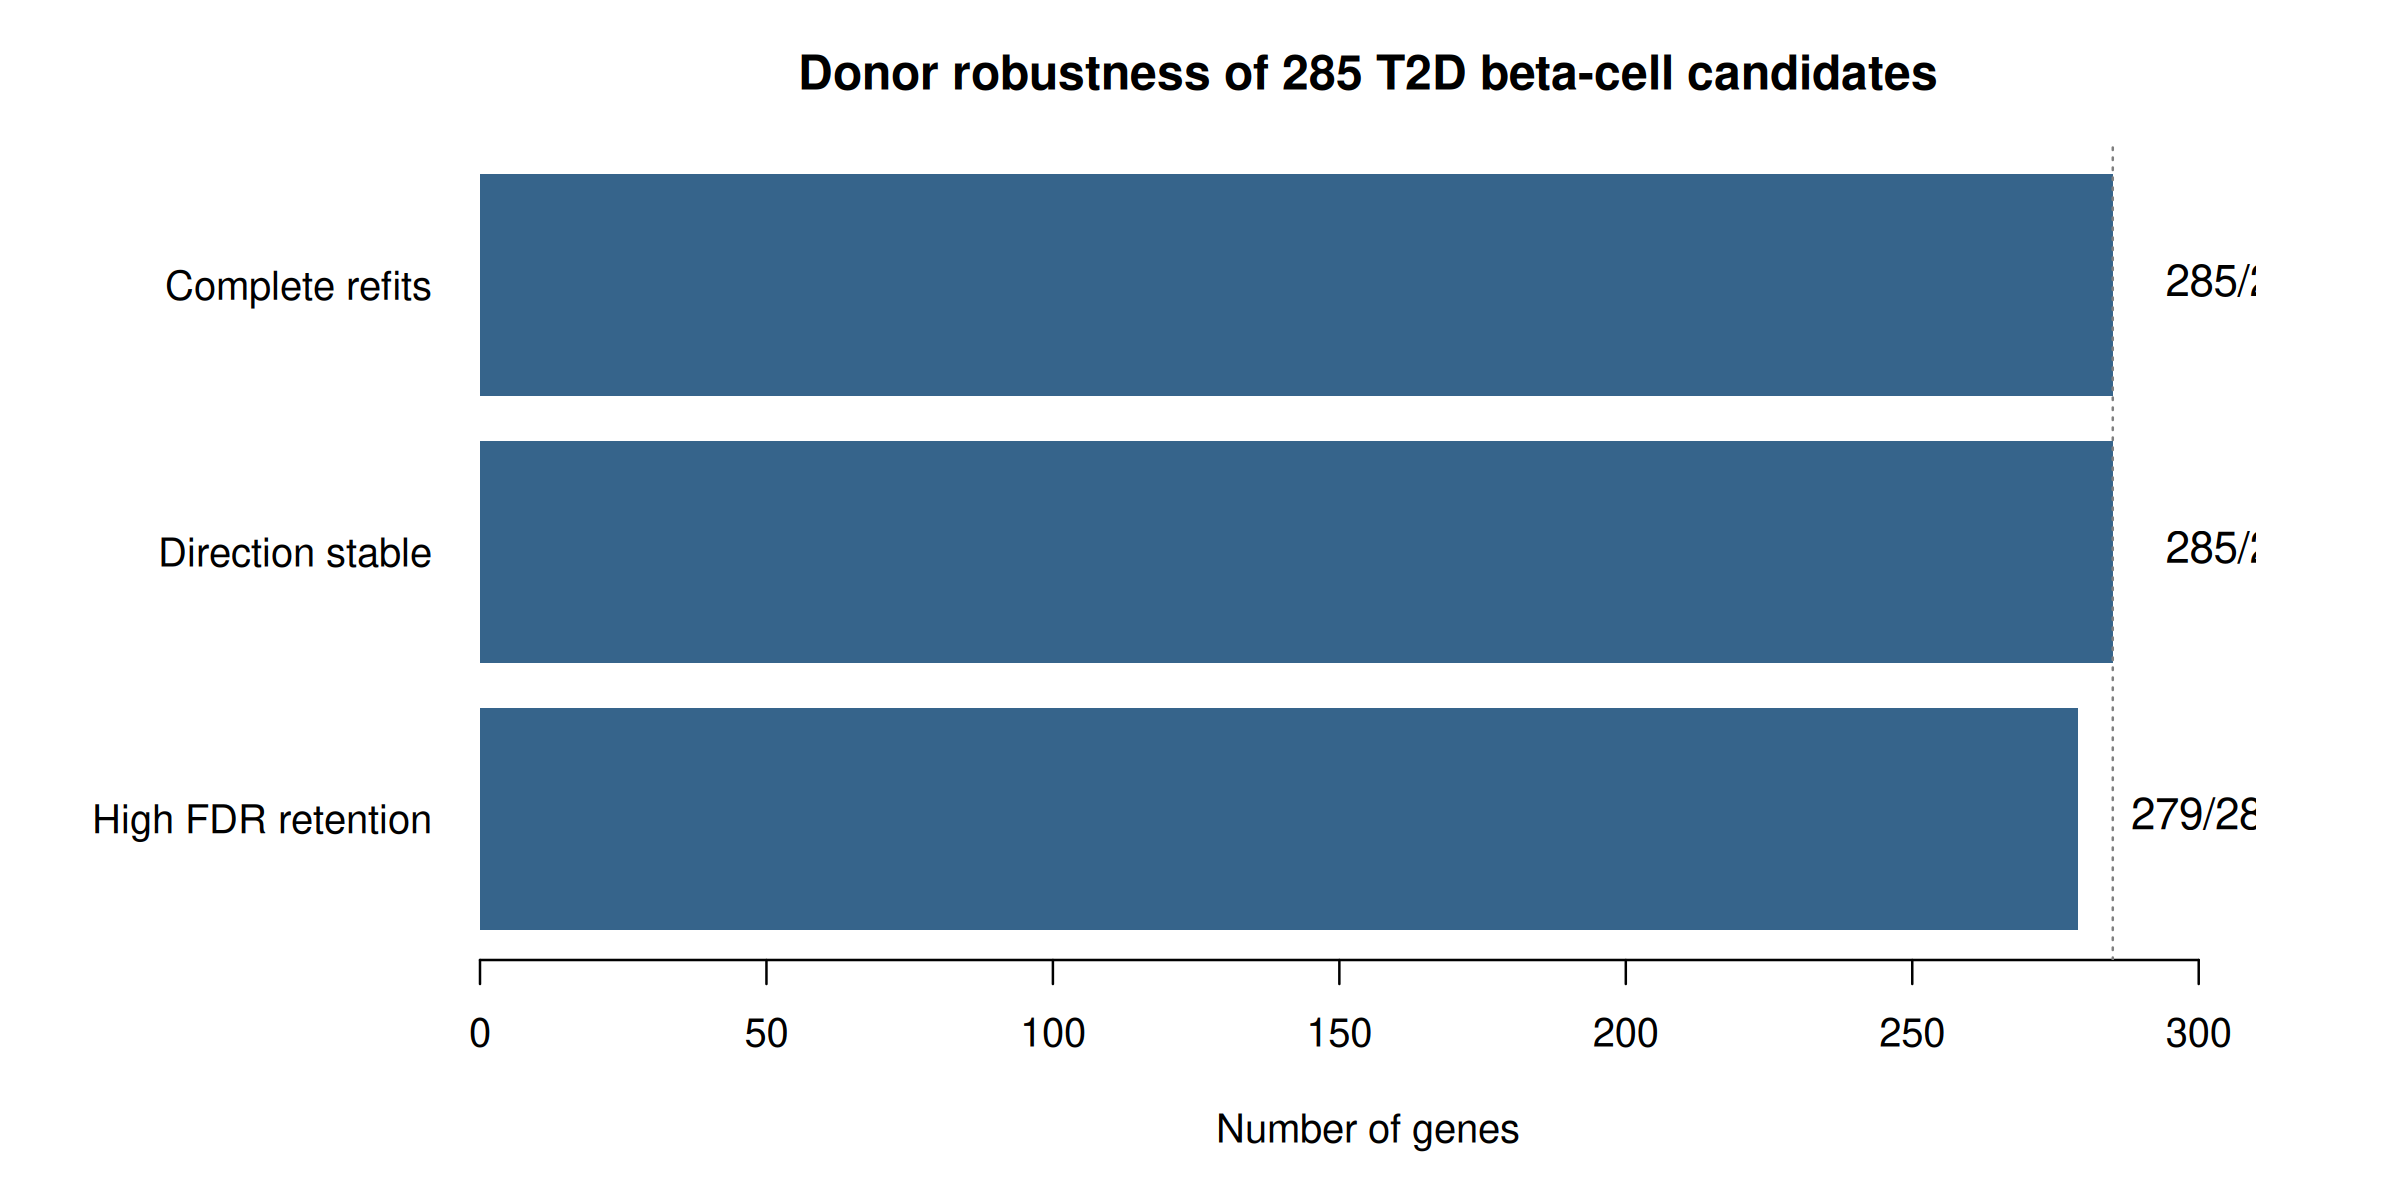 Donor robustness of 285 T2D beta-cell candidates
Complete refits
285/
Direction stable
285/
High FDR retention
279/28
0 50 100 150 200 250 300
Number of genes